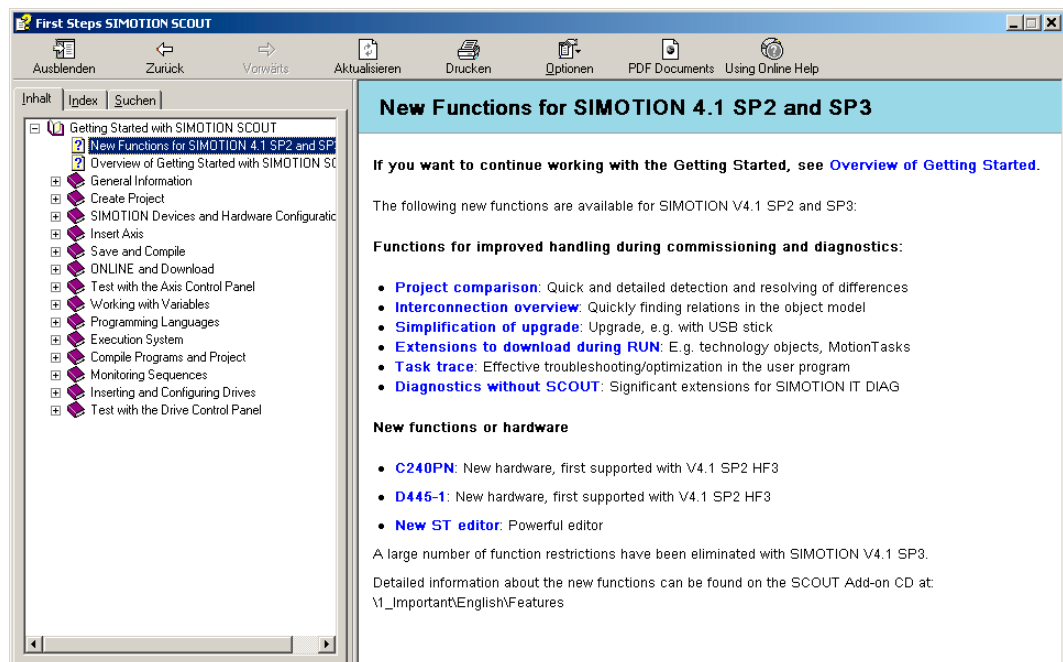 First Steps SIMOTION SCOUT
Ausblenden Zurück Vorwärts Aktualisieren Drucken Optionen PDF Documents Using Online Help
Inhalt Index Suchen
Getting Started with SIMOTION SCOUT
New Functions for SIMOTION 4.1 SP2 and SP
Overview of Getting Started with SIMOTION SC
General Information
Create Project
SIMOTION Devices and Hardware Configuratic
Insert Axis
Save and Compile
ONLINE and Download
Test with the Axis Control Panel
Working with Variables
Programming Languages
Execution System
Compile Programs and Project
Monitoring Sequences
Inserting and Configuring Drives
Test with the Drive Control Panel
New Functions for SIMOTION 4.1 SP2 and SP3
If you want to continue working with the Getting Started, see Overview of Getting Started.
The following new functions are available for SIMOTION V4.1 SP2 and SP3:
Functions for improved handling during commissioning and diagnostics:
• Project comparison: Quick and detailed detection and resolving of differences
• Interconnection overview: Quickly finding relations in the object model
• Simplification of upgrade: Upgrade, e.g. with USB stick
• Extensions to download during RUN: E.g. technology objects, MotionTasks
• Task trace: Effective troubleshooting/optimization in the user program
• Diagnostics without SCOUT: Significant extensions for SIMOTION IT DIAG
New functions or hardware
• C240PN: New hardware, first supported with V4.1 SP2 HF3
• D445-1: New hardware, first supported with V4.1 SP2 HF3
• New ST editor: Powerful editor
A large number of function restrictions have been eliminated with SIMOTION V4.1 SP3.
Detailed information about the new functions can be found on the SCOUT Add-on CD at:
\1_Important\English\Features